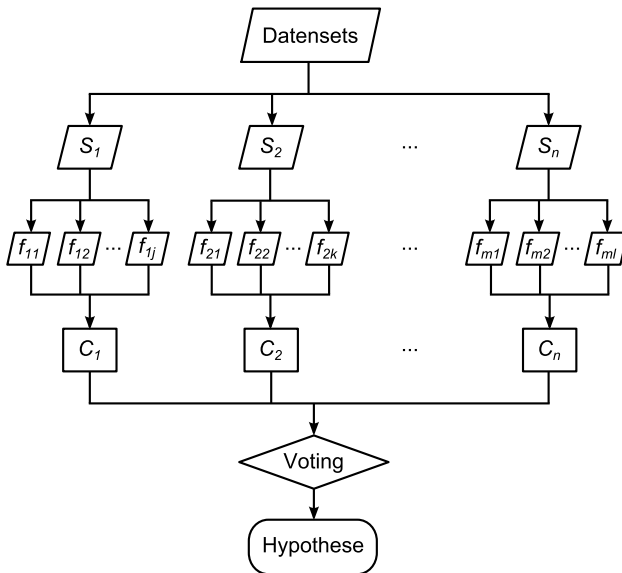 Datensets
S1 S2 ... Sn
f11 f12 ... f1j f21 f22 ... f2k ... fm1 fm2 ... fml
C1 C2 ... Cn
Voting
Hypothese